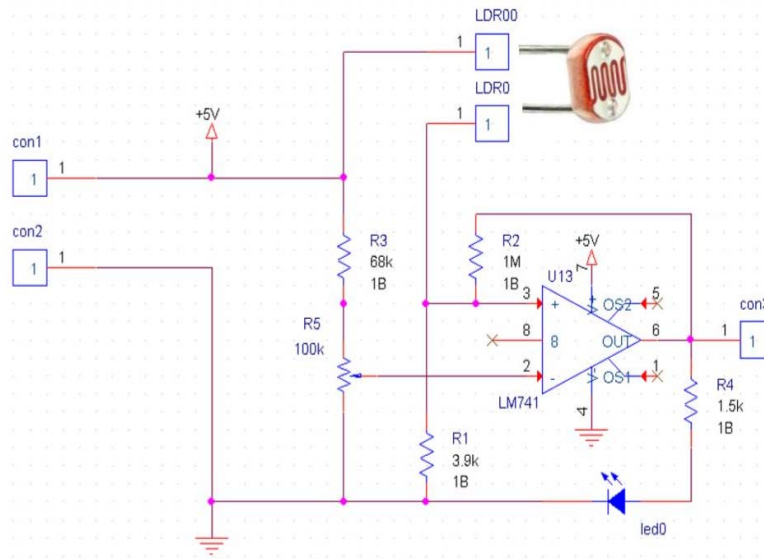 LDR00
1
1
LDR0
1
1
+5V
con1
1
1
con2
1
1
R3
68k
1B
R2
1M
1B
+5V
U13
7
R5
100k
3
+
V+
OS2
5
8
8
OUT
6
con3
1
1
2
-
V-
OS1
1
LM741
4
R4
1.5k
1B
R1
3.9k
1B
led0